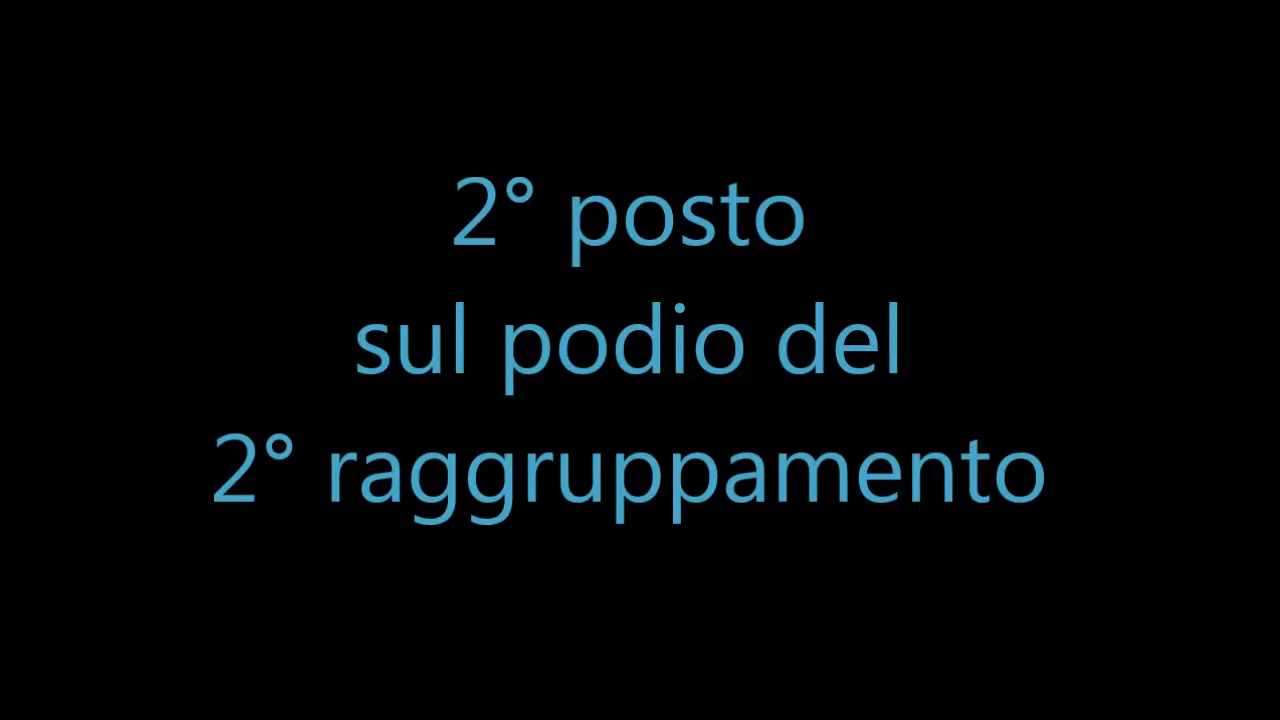 2° posto
sul podio del
2° raggruppamento